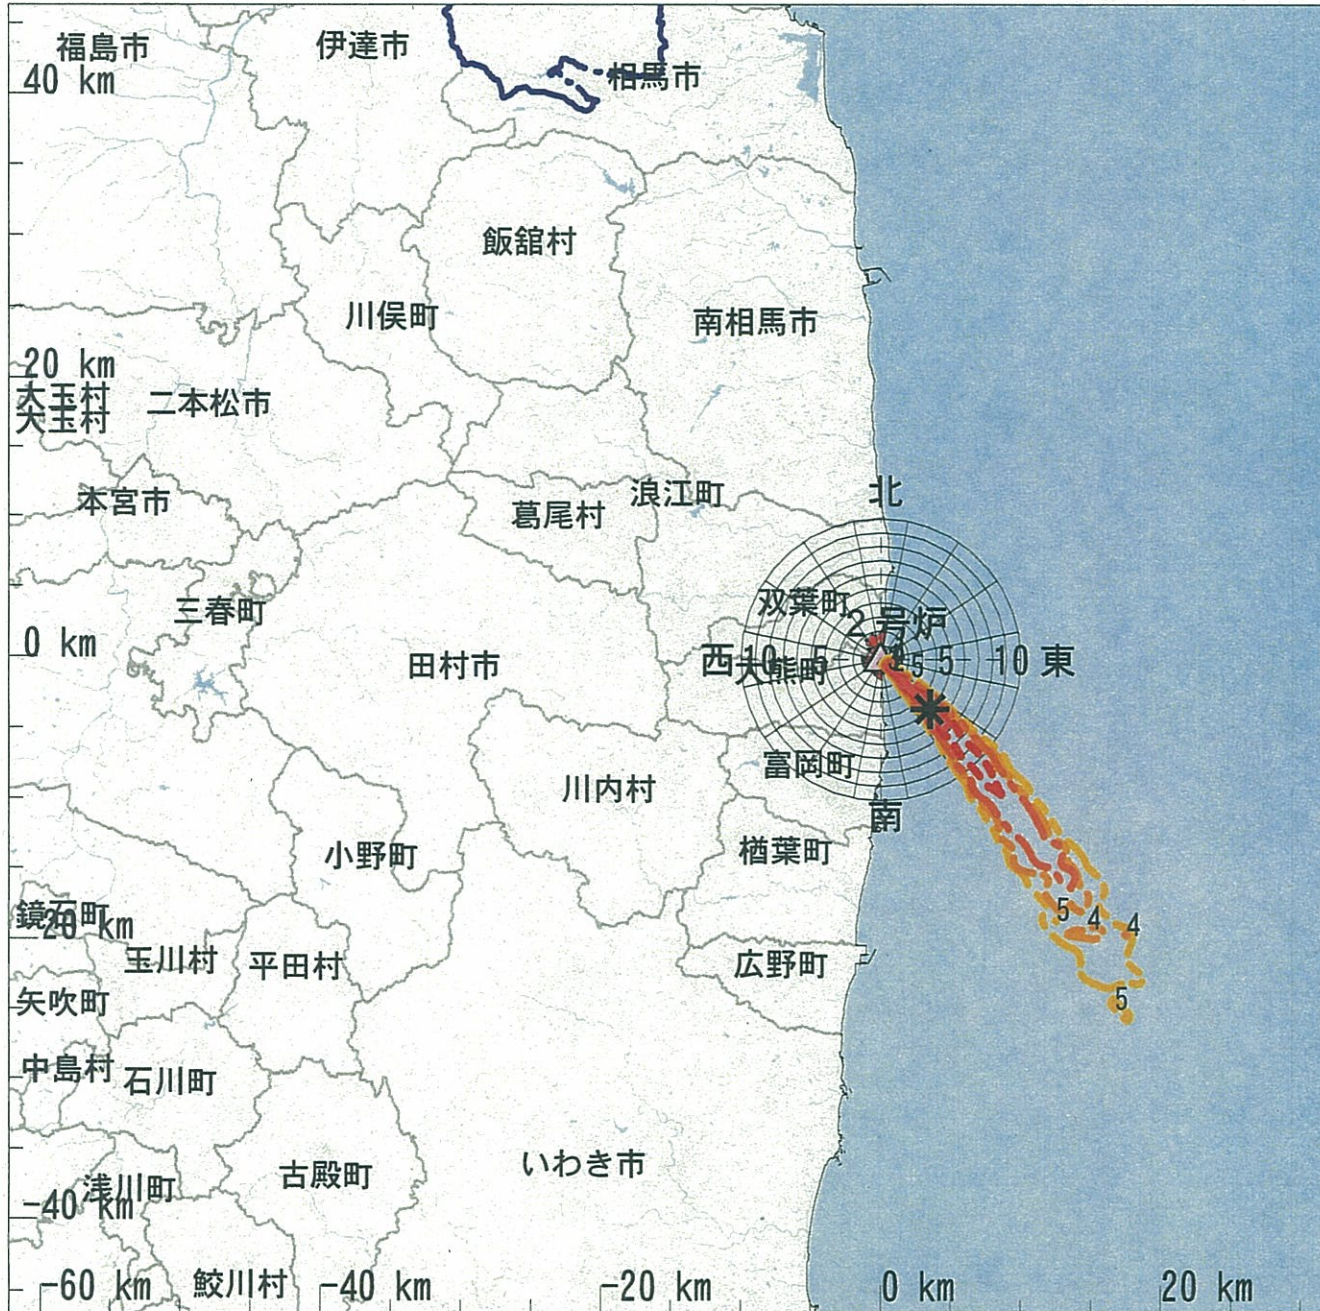 福島市
伊達市
40 km
相馬市
飯舘村
川俣町
南相馬市
20 km
大玉村
大玉村
二本松市
本宮市
葛尾村
浪江町
北
三春町
双葉町
2号炉
0 km
田村市
西
10
5
大熊町
5
5
10
東
富岡町
川内村
南
小野町
楢葉町
鏡石町
-20 km
5
4
4
玉川村
平田村
広野町
矢吹町
5
中島村
石川町
いわき市
古殿町
浅川町
-40 km
-60 km
鮫川村
-40 km
-20 km
0 km
20 km